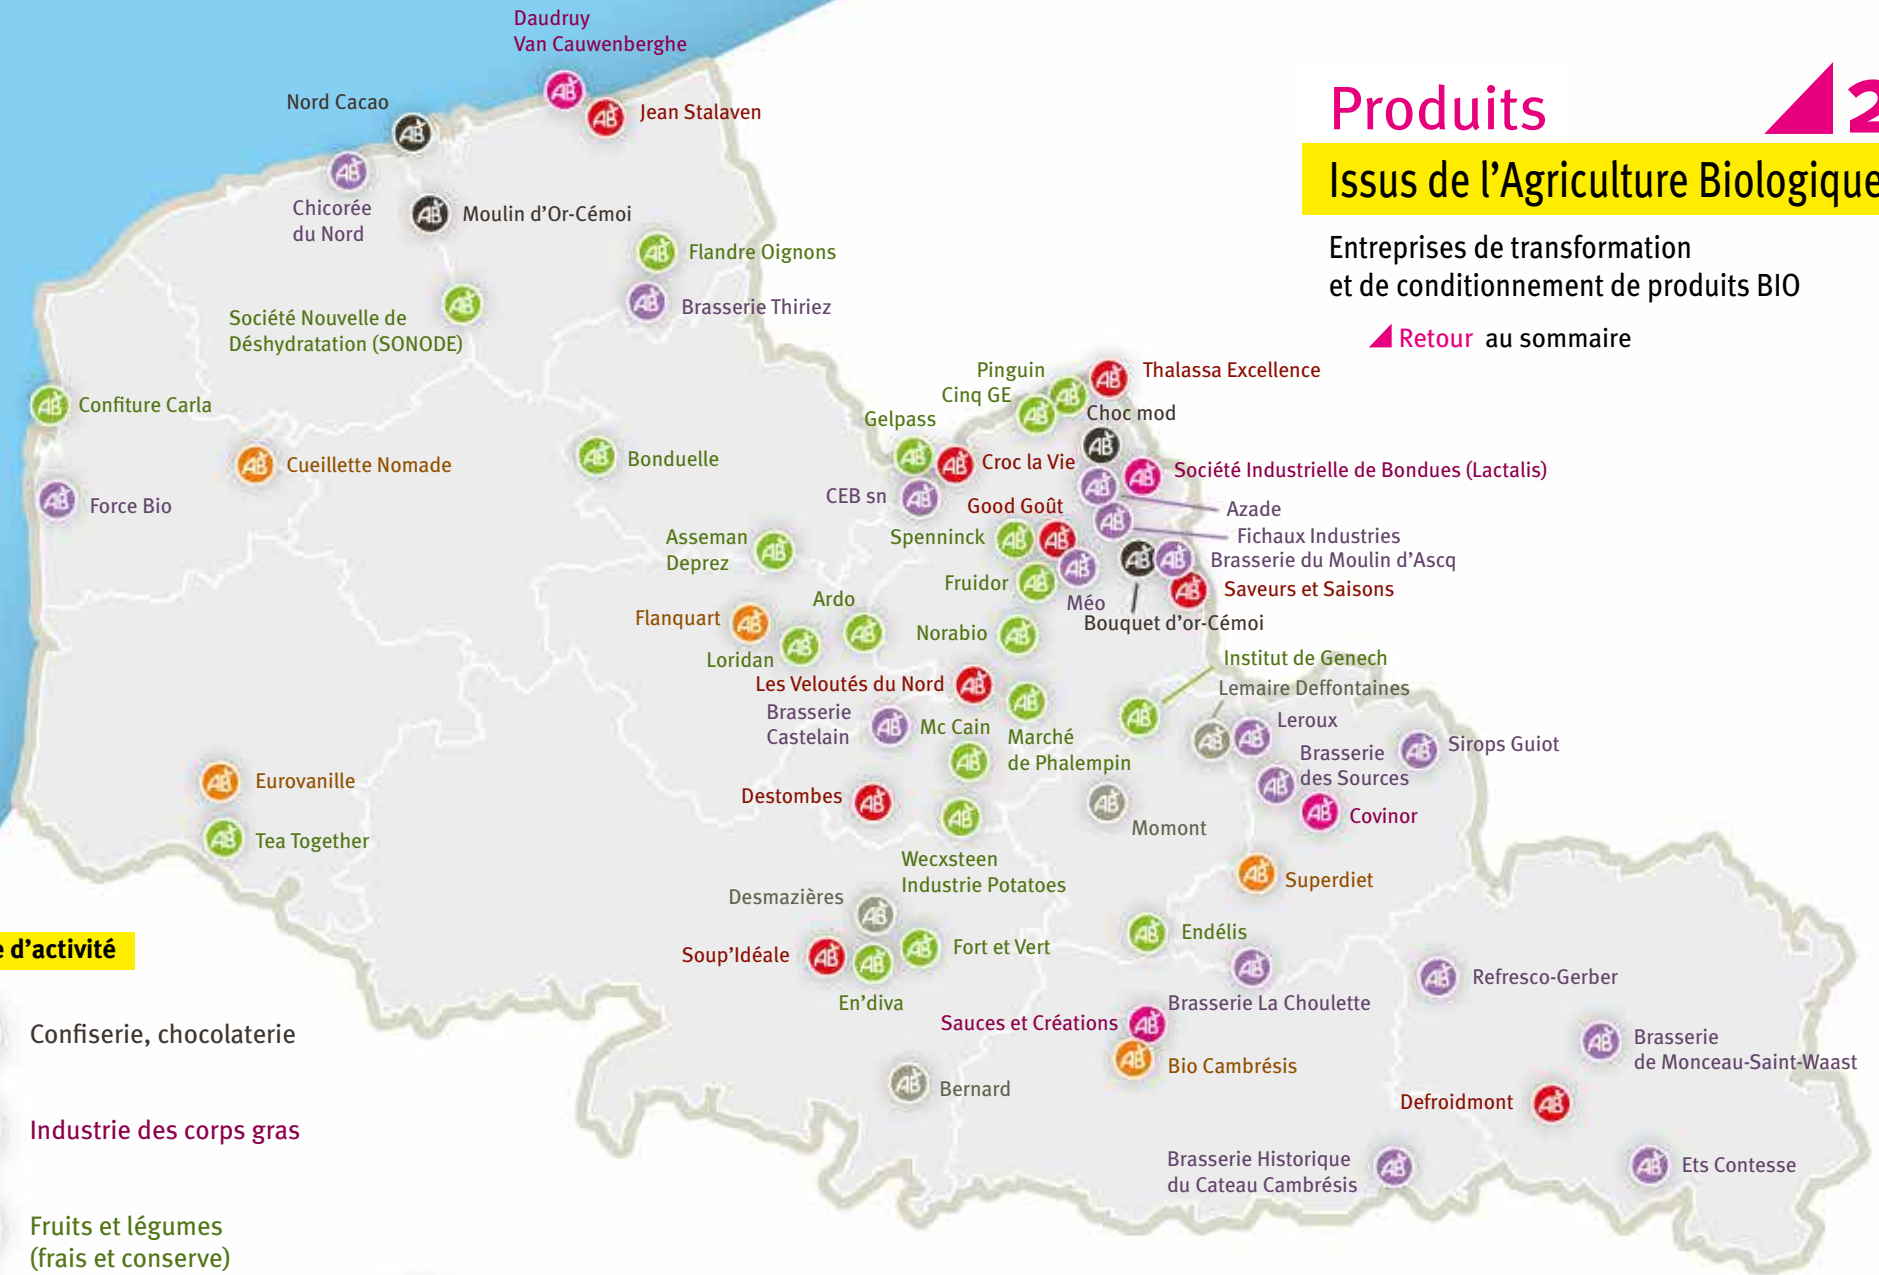 Daudruy
Van Cauwenberghe
Nord Cacao
Jean Stalaven
Produits
2
Issus de l'Agriculture Biologique
Chicorée
du Nord
Moulin d'Or-Cémoi
Flandre Oignons
Entreprises de transformation
et de conditionnement de produits BIO
Brasserie Thiriez
Société Nouvelle de
Déshydratation (SONODE)
Retour au sommaire
Pinguin
Thalassa Excellence
Cinq GE
Confiture Carla
Choc mod
Gelpass
Cueillette Nomade
Bonduelle
Croc la Vie
Société Industrielle de Bondues (Lactalis)
CEB sn
Force Bio
Good Goût
Azade
Asseman
Deprez
Spenninck
Fichaux Industries
Brasserie du Moulin d'Ascq
Fruidor
Saveurs et Saisons
Ardo
Méo
Flanquart
Bouquet d'or-Cémoi
Norabio
Loridan
Institut de Genech
Les Veloutés du Nord
Lemaire Deffontaines
Brasserie
Castelain
Mc Cain
Marché
de Phalempin
Leroux
Brasserie
des Sources
Sirops Guiot
Eurovanille
Destombes
Covinor
Momont
Tea Together
Wecxsteen
Industrie Potatoes
Superdiet
Desmazières
Endélis
e d'activité
Soup'Idéale
Fort et Vert
Refresco-Gerber
En'diva
Brasserie La Choulette
Sauces et Créations
Confiserie, chocolaterie
Brasserie
de Monceau-Saint-Waast
Bio Cambrésis
Bernard
Defroidmont
Industrie des corps gras
Brasserie Historique
du Cateau Cambrésis
Ets Contesse
Fruits et légumes
(frais et conserve)